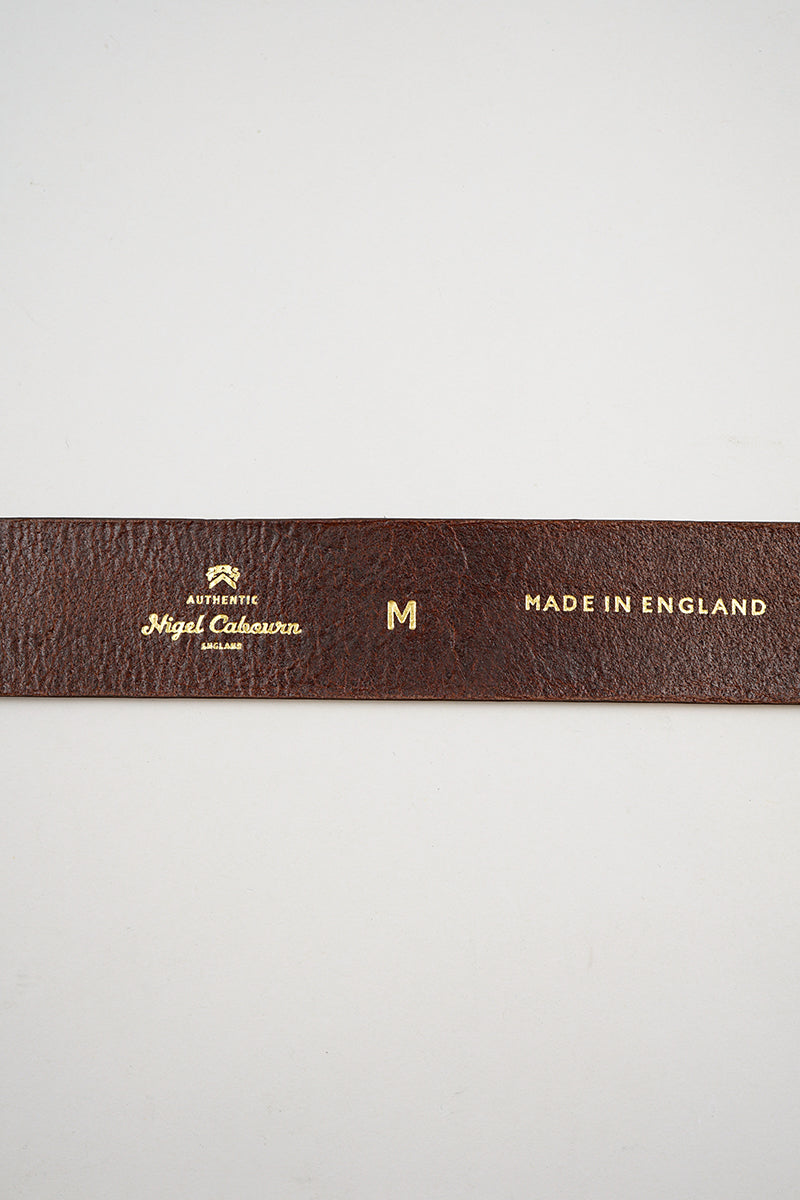 AUTHENTIC
Nigel Cabourn
ENGLAND
M
MADE IN ENGLAND